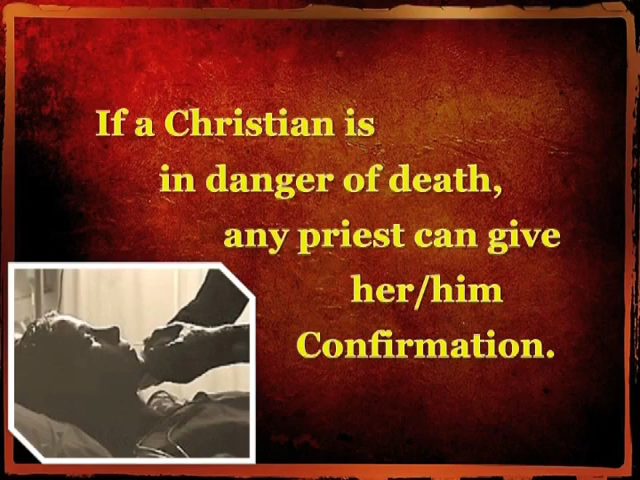 If a Christian is
in danger of death,
any priest can give
her/him
Confirmation.